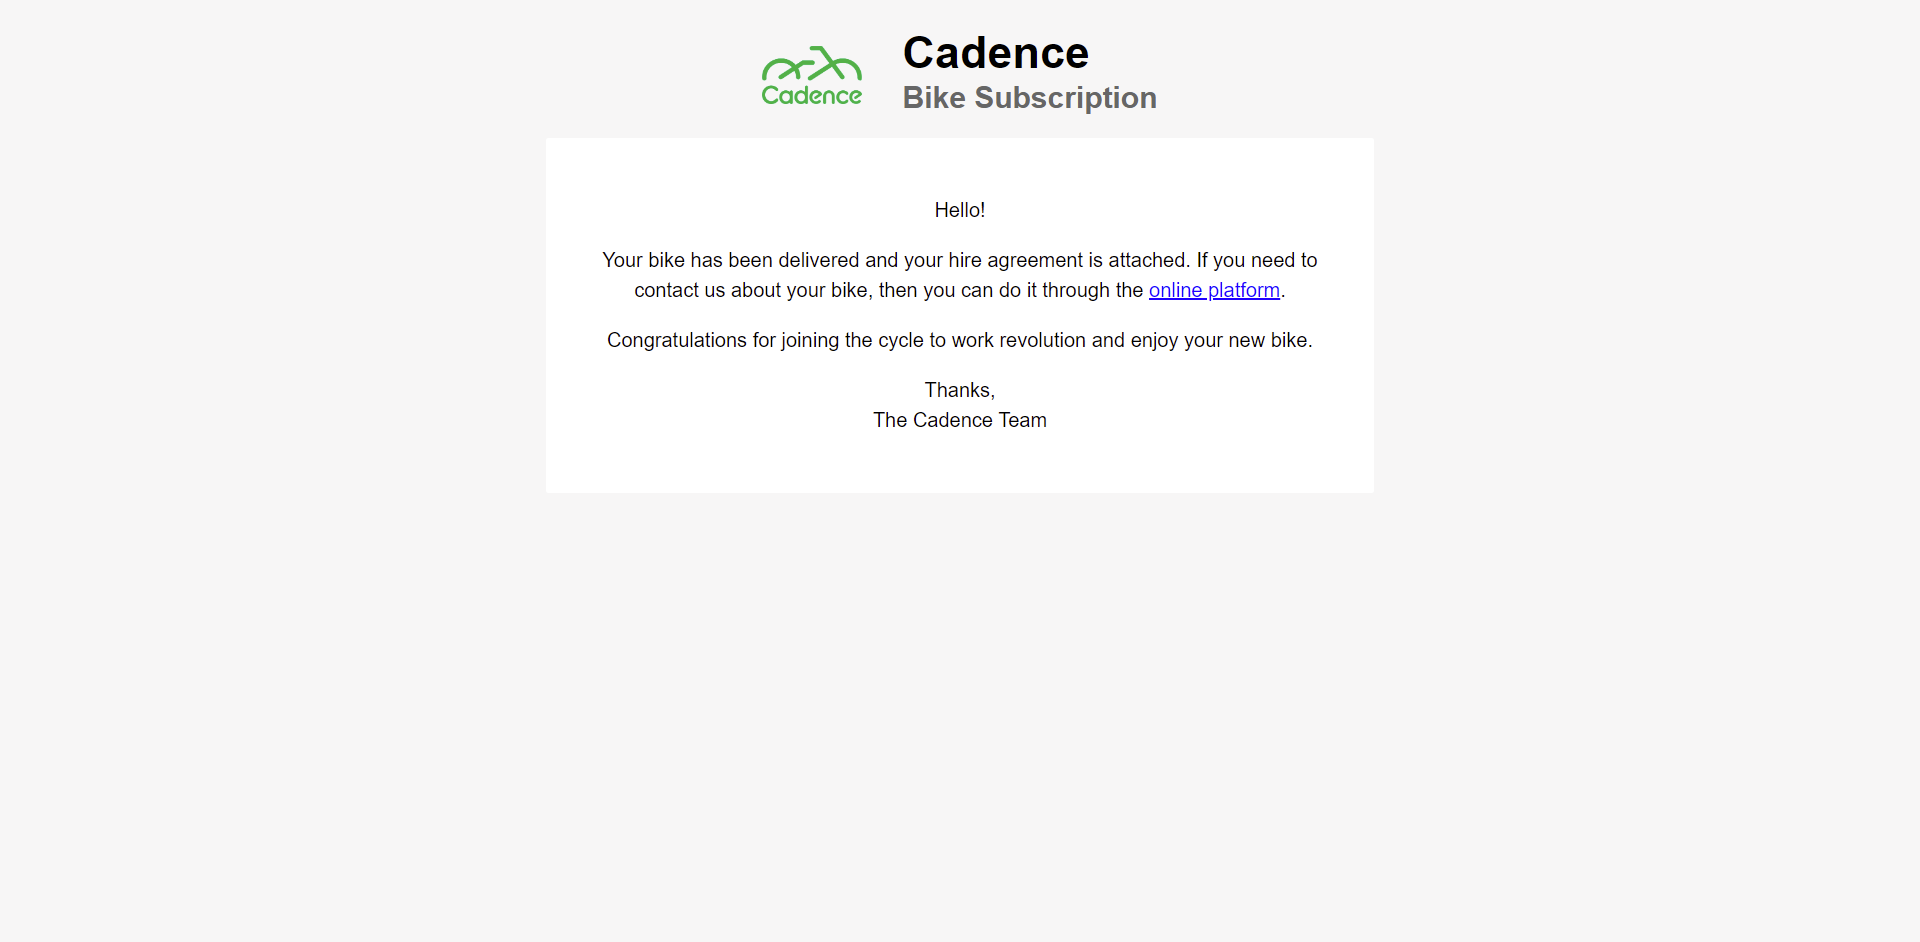 Cadence
Cadence
Bike Subscription
Hello!
Your bike has been delivered and your hire agreement is attached. If you need to
contact us about your bike, then you can do it through the online platform.
Congratulations for joining the cycle to work revolution and enjoy your new bike.
Thanks,
The Cadence Team